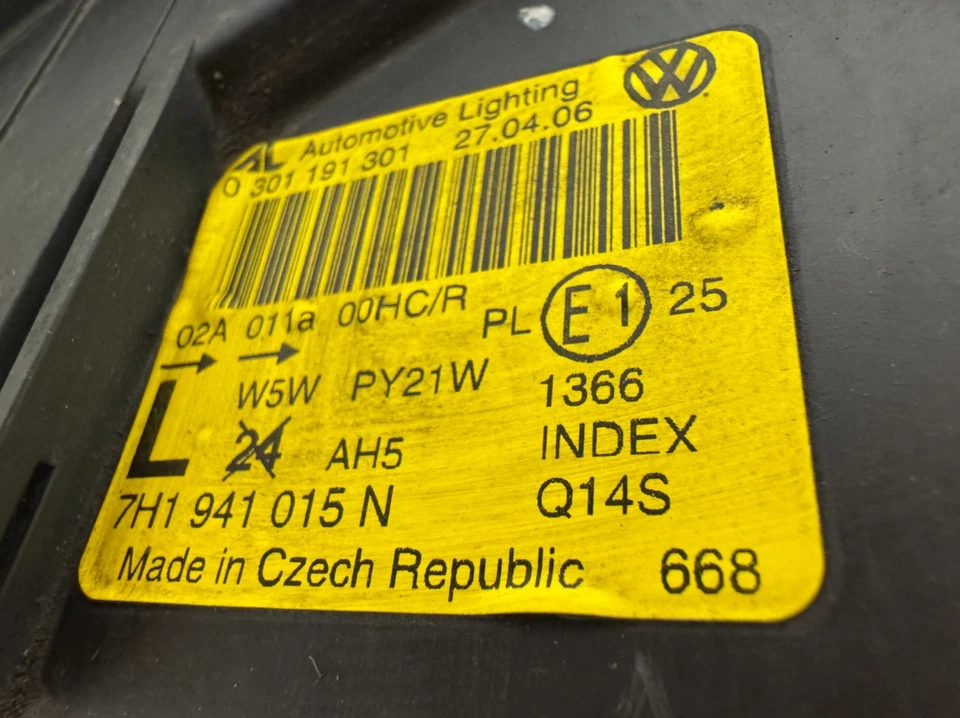 AL Automotive Lighting
0 301 191 301 27.04.06
02A 011a 00HC/R PL E1 25
W5W PY21W 1366
L 24 AH5 INDEX
7H1 941 015 N Q14S
Made in Czech Republic 668